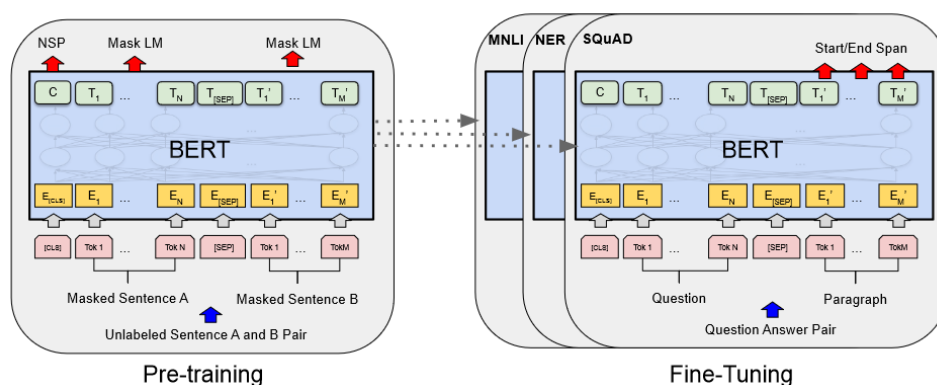 NSP Mask LM Mask LM
C T1 ... TN T[SEP] T1' ... TM'
BERT
E[CLS] E1 ... EN E[SEP] E1' ... EM'
[CLS] Tok 1 ... Tok N [SEP] Tok 1 ... TokM
Masked Sentence A Masked Sentence B
Unlabeled Sentence A and B Pair
Pre-training
MNLI NER SQuAD
Start/End Span
C T1 ... TN T[SEP] T1' ... TM'
BERT
E[CLS] E1 ... EN E[SEP] E1' ... EM'
[CLS] Tok 1 ... Tok N [SEP] Tok 1 ... TokM
Question Paragraph
Question Answer Pair
Fine-Tuning